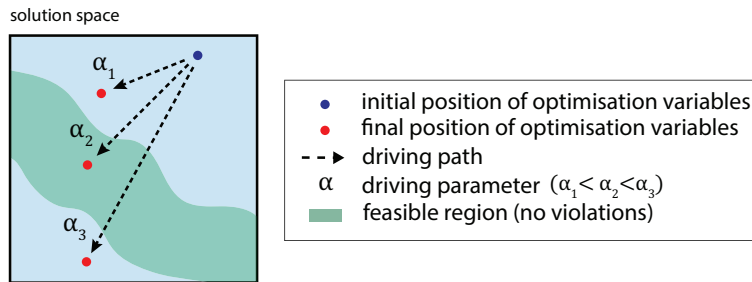 solution space
α₁
α₂
α₃
initial position of optimisation variables
final position of optimisation variables
driving path
α driving parameter (α₁< α₂<α₃)
feasible region (no violations)